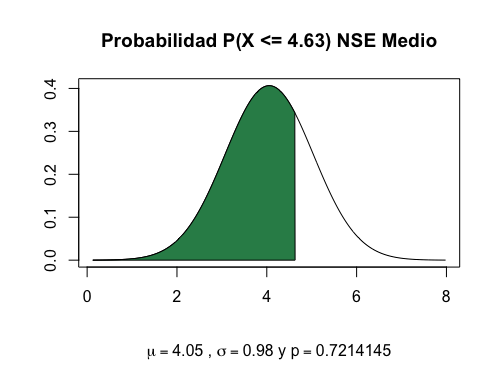 Probabilidad P(X <= 4.63) NSE Medio
0.4
0.3
0.2
0.1
0.0
0 2 4 6 8
μ = 4.05 , σ = 0.98 y p = 0.7214145